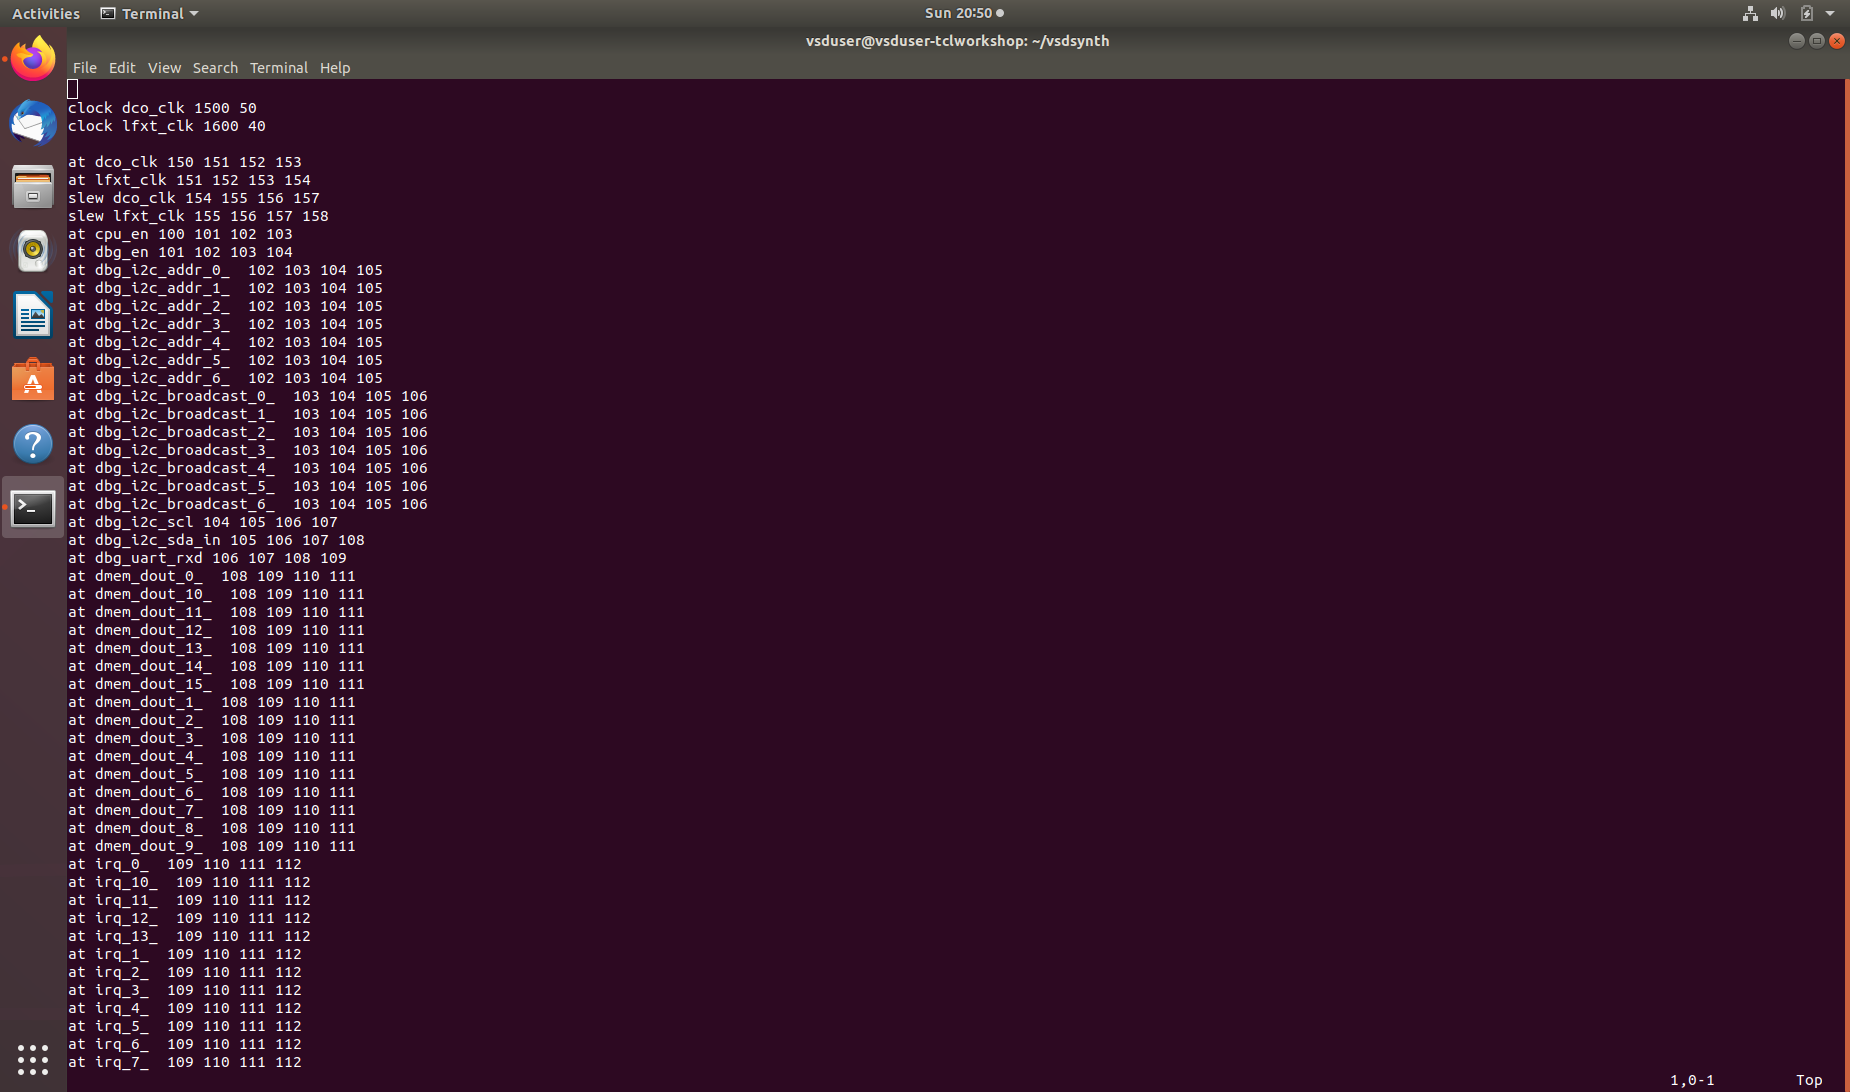 Activities Terminal Sun 20:50
vsduser@vsduser-tclworkshop: ~/vsdsynth
File Edit View Search Terminal Help
clock dco_clk 1500 50
clock lfxt_clk 1600 40
at dco_clk 150 151 152 153
at lfxt_clk 151 152 153 154
slew dco_clk 154 155 156 157
slew lfxt_clk 155 156 157 158
at cpu_en 100 101 102 103
at dbg_en 101 102 103 104
at dbg_i2c_addr_0_  102 103 104 105
at dbg_i2c_addr_1_  102 103 104 105
at dbg_i2c_addr_2_  102 103 104 105
at dbg_i2c_addr_3_  102 103 104 105
at dbg_i2c_addr_4_  102 103 104 105
at dbg_i2c_addr_5_  102 103 104 105
at dbg_i2c_addr_6_  102 103 104 105
at dbg_i2c_broadcast_0_  103 104 105 106
at dbg_i2c_broadcast_1_  103 104 105 106
at dbg_i2c_broadcast_2_  103 104 105 106
at dbg_i2c_broadcast_3_  103 104 105 106
at dbg_i2c_broadcast_4_  103 104 105 106
at dbg_i2c_broadcast_5_  103 104 105 106
at dbg_i2c_broadcast_6_  103 104 105 106
at dbg_i2c_scl 104 105 106 107
at dbg_i2c_sda_in 105 106 107 108
at dbg_uart_rxd 106 107 108 109
at dmem_dout_0_  108 109 110 111
at dmem_dout_10_  108 109 110 111
at dmem_dout_11_  108 109 110 111
at dmem_dout_12_  108 109 110 111
at dmem_dout_13_  108 109 110 111
at dmem_dout_14_  108 109 110 111
at dmem_dout_15_  108 109 110 111
at dmem_dout_1_  108 109 110 111
at dmem_dout_2_  108 109 110 111
at dmem_dout_3_  108 109 110 111
at dmem_dout_4_  108 109 110 111
at dmem_dout_5_  108 109 110 111
at dmem_dout_6_  108 109 110 111
at dmem_dout_7_  108 109 110 111
at dmem_dout_8_  108 109 110 111
at dmem_dout_9_  108 109 110 111
at irq_0_  109 110 111 112
at irq_10_  109 110 111 112
at irq_11_  109 110 111 112
at irq_12_  109 110 111 112
at irq_13_  109 110 111 112
at irq_1_  109 110 111 112
at irq_2_  109 110 111 112
at irq_3_  109 110 111 112
at irq_4_  109 110 111 112
at irq_5_  109 110 111 112
at irq_6_  109 110 111 112
at irq_7_  109 110 111 112
1,0-1 Top